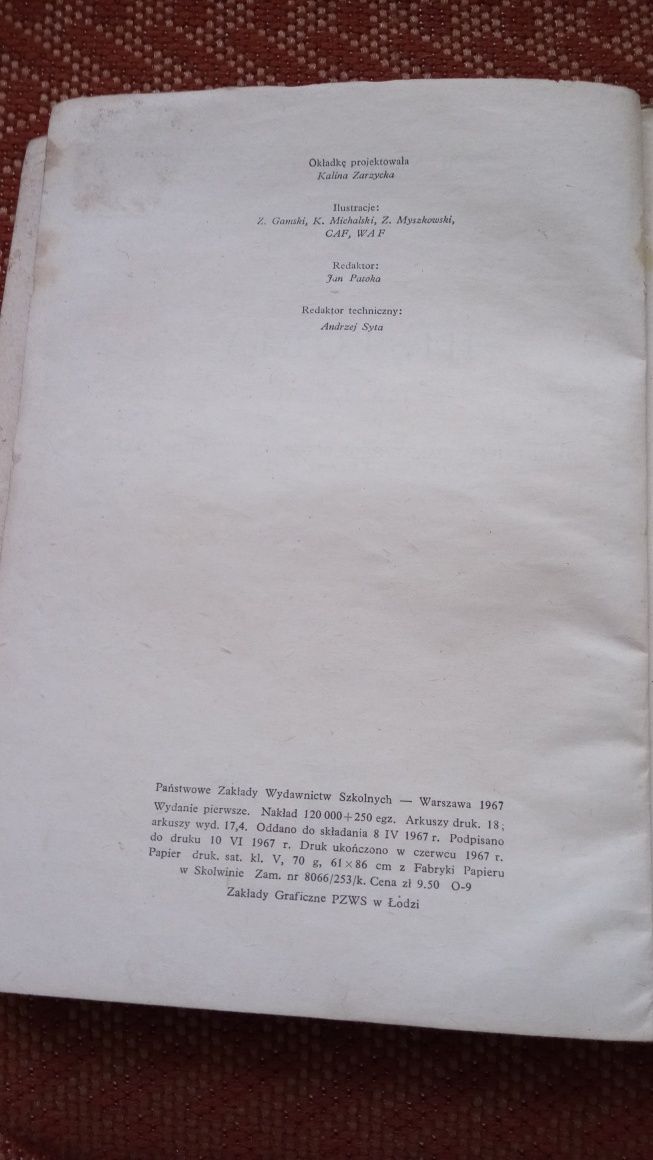 Okładkę projektowała
Kalina Zarzycka
Ilustracje:
Z. Gamski, K. Michalski, Z. Myszkowski,
CAF, WAF
Redaktor:
Jan Patoka
Redaktor techniczny:
Andrzej Syta
Państwowe Zakłady Wydawnictw Szkolnych — Warszawa 1967
Wydanie pierwsze. Nakład 120 000+250 egz. Arkuszy druk. 18;
arkuszy wyd. 17,4. Oddano do składania 8 IV 1967 r. Podpisano
do druku 10 VI 1967 r. Druk ukończono w czerwcu 1967 r.
Papier druk. sat. kl. V, 70 g, 61×86 cm z Fabryki Papieru
w Skolwinie Zam. nr 8066/253/k. Cena zł 9.50 O-9
Zakłady Graficzne PZWS w Łodzi